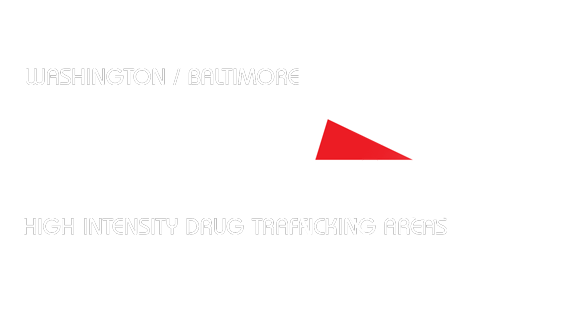 WASHINGTON / BALTIMORE
HIGH INTENSITY DRUG TRAFFICKING AREAS